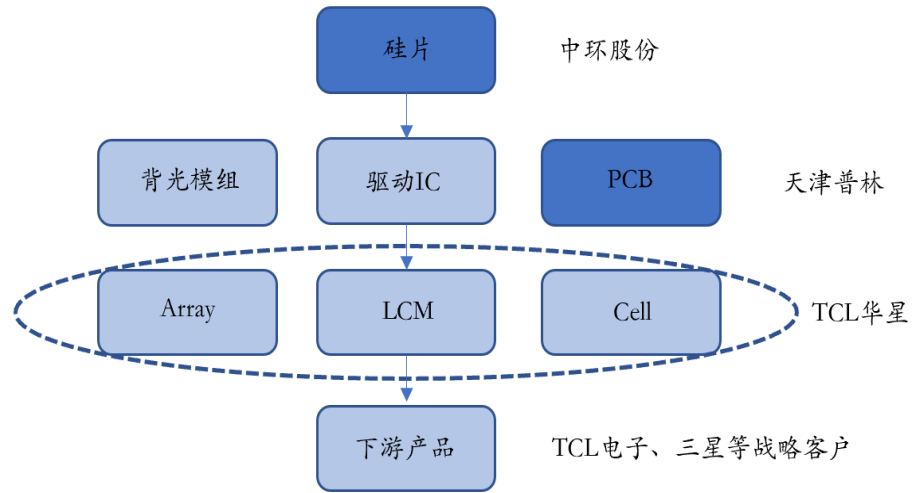 硅片 中环股份
背光模组 驱动IC PCB 天津普林
Array LCM Cell TCL华星
下游产品 TCL电子、三星等战略客户